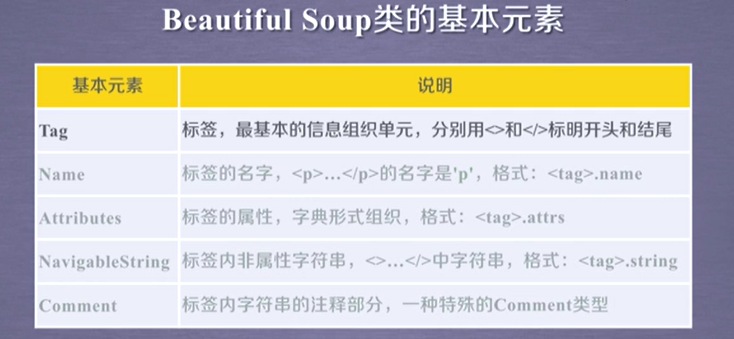 Beautiful Soup类的基本元素
基本元素 说明
Tag 标签，最基本的信息组织单元，分别用<>和</>标明开头和结尾
Name 标签的名字，<p>…</p>的名字是'p'，格式：<tag>.name
Attributes 标签的属性，字典形式组织，格式：<tag>.attrs
NavigableString 标签内非属性字符串，<>…</>中字符串，格式：<tag>.string
Comment 标签内字符串的注释部分，一种特殊的Comment类型